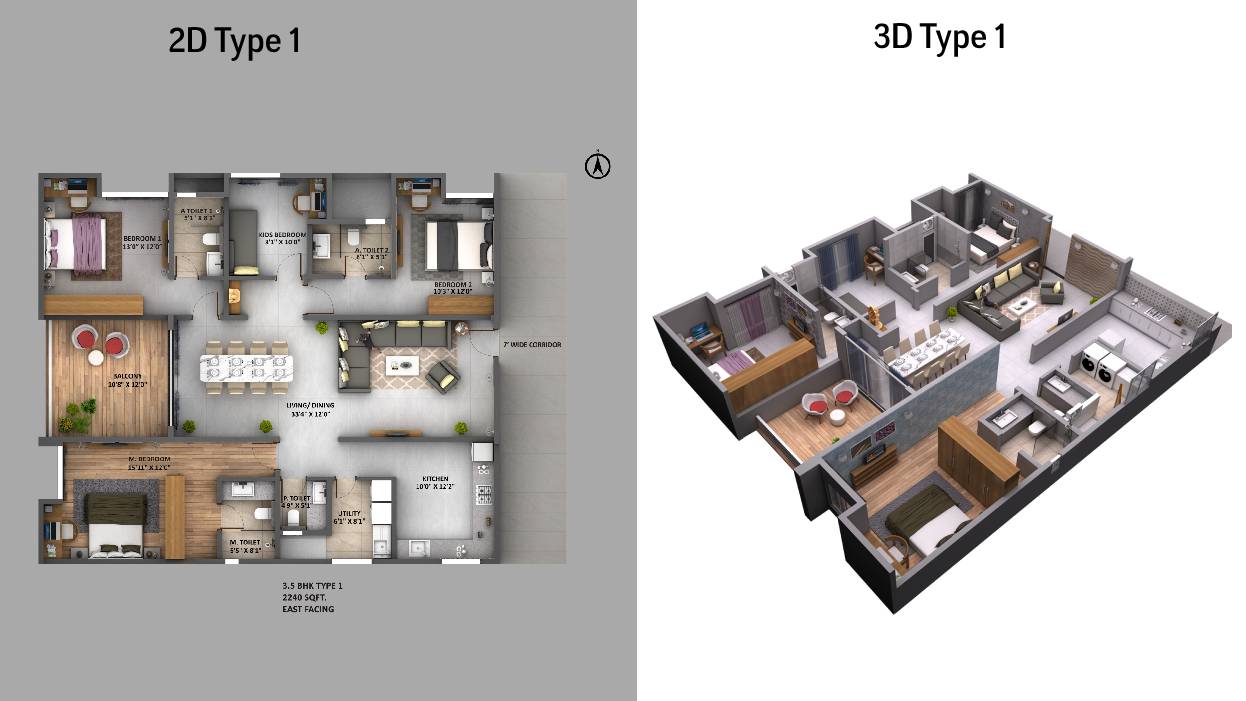 2D Type 1
3D Type 1
N
A.TOILET 1
5'1" X 8'1"
KIDS BEDROOM
8'1" X 10'0"
BEDROOM 1
13'0" X 12'0"
A. TOILET 2
8'1" X 5'1"
BEDROOM 2
10'3" X 12'0"
7' WIDE CORRIDOR
BALCONY
10'8" X 12'0"
LIVING/ DINING
33'4" X 12'0"
M. BEDROOM
15'11" X 12'0"
KITCHEN
10'0" X 12'2"
P. TOILET
4'9" X 5'1"
UTILITY
6'1" X 8'1"
M. TOILET
5'5" X 8'1"
3.5 BHK TYPE 1
2240 SQFT.
EAST FACING